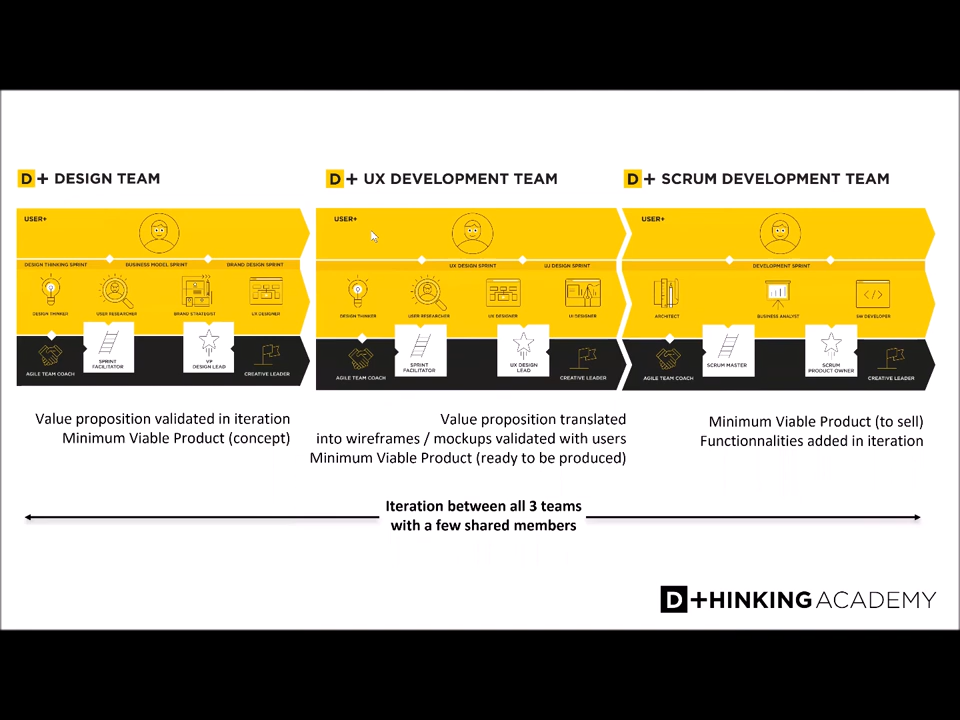 D+ DESIGN TEAM
USER+
DESIGN THINKING SPRINT
BUSINESS MODEL SPRINT
BRAND DESIGN SPRINT
DESIGN THINKER
USER RESEARCHER
BRAND STRATEGIST
UX DESIGNER
AGILE TEAM COACH
SPRINT
FACILITATOR
VP
DESIGN LEAD
CREATIVE LEADER
Value proposition validated in iteration
Minimum Viable Product (concept)
D+ UX DEVELOPMENT TEAM
USER+
UX DESIGN SPRINT
UJ DESIGN SPRINT
DESIGN THINKER
USER RESEARCHER
UX DESIGNER
UI DESIGNER
AGILE TEAM COACH
SPRINT
FACILITATOR
UX DESIGN
LEAD
CREATIVE LEADER
Value proposition translated
into wireframes / mockups validated with users
Minimum Viable Product (ready to be produced)
D+ SCRUM DEVELOPMENT TEAM
USER+
DEVELOPMENT SPRINT
ARCHITECT
BUSINESS ANALYST
SW DEVELOPER
AGILE TEAM COACH
SCRUM MASTER
SCRUM
PRODUCT OWNER
CREATIVE LEADER
Minimum Viable Product (to sell)
Functionnalities added in iteration
Iteration between all 3 teams
with a few shared members
D+HINKING ACADEMY